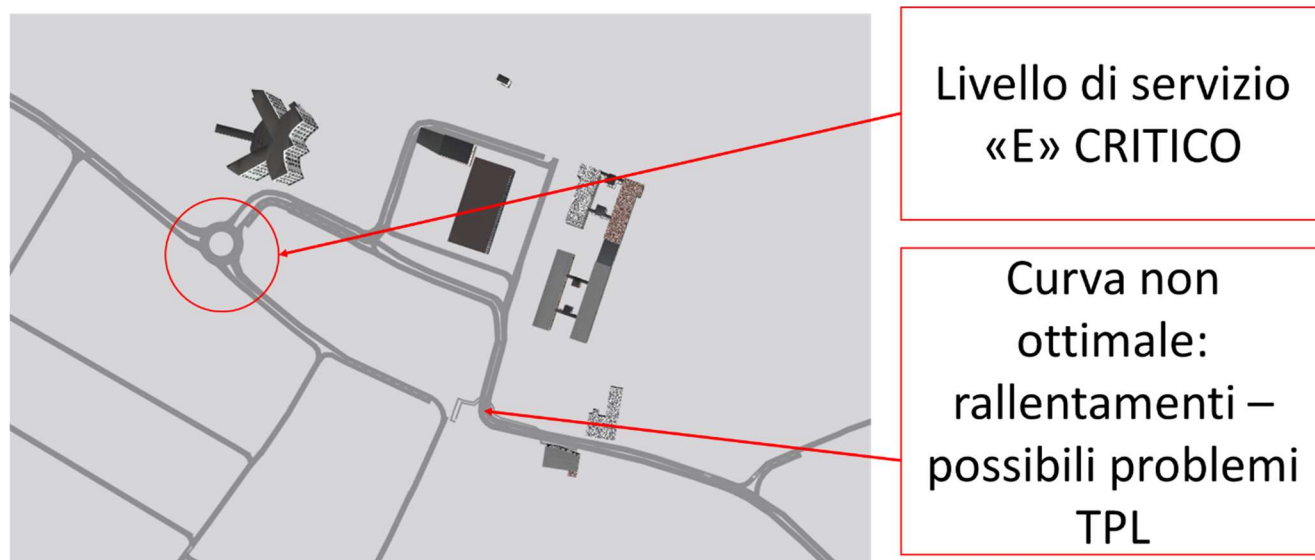 Livello di servizio
«E» CRITICO
Curva non
ottimale:
rallentamenti –
possibili problemi
TPL